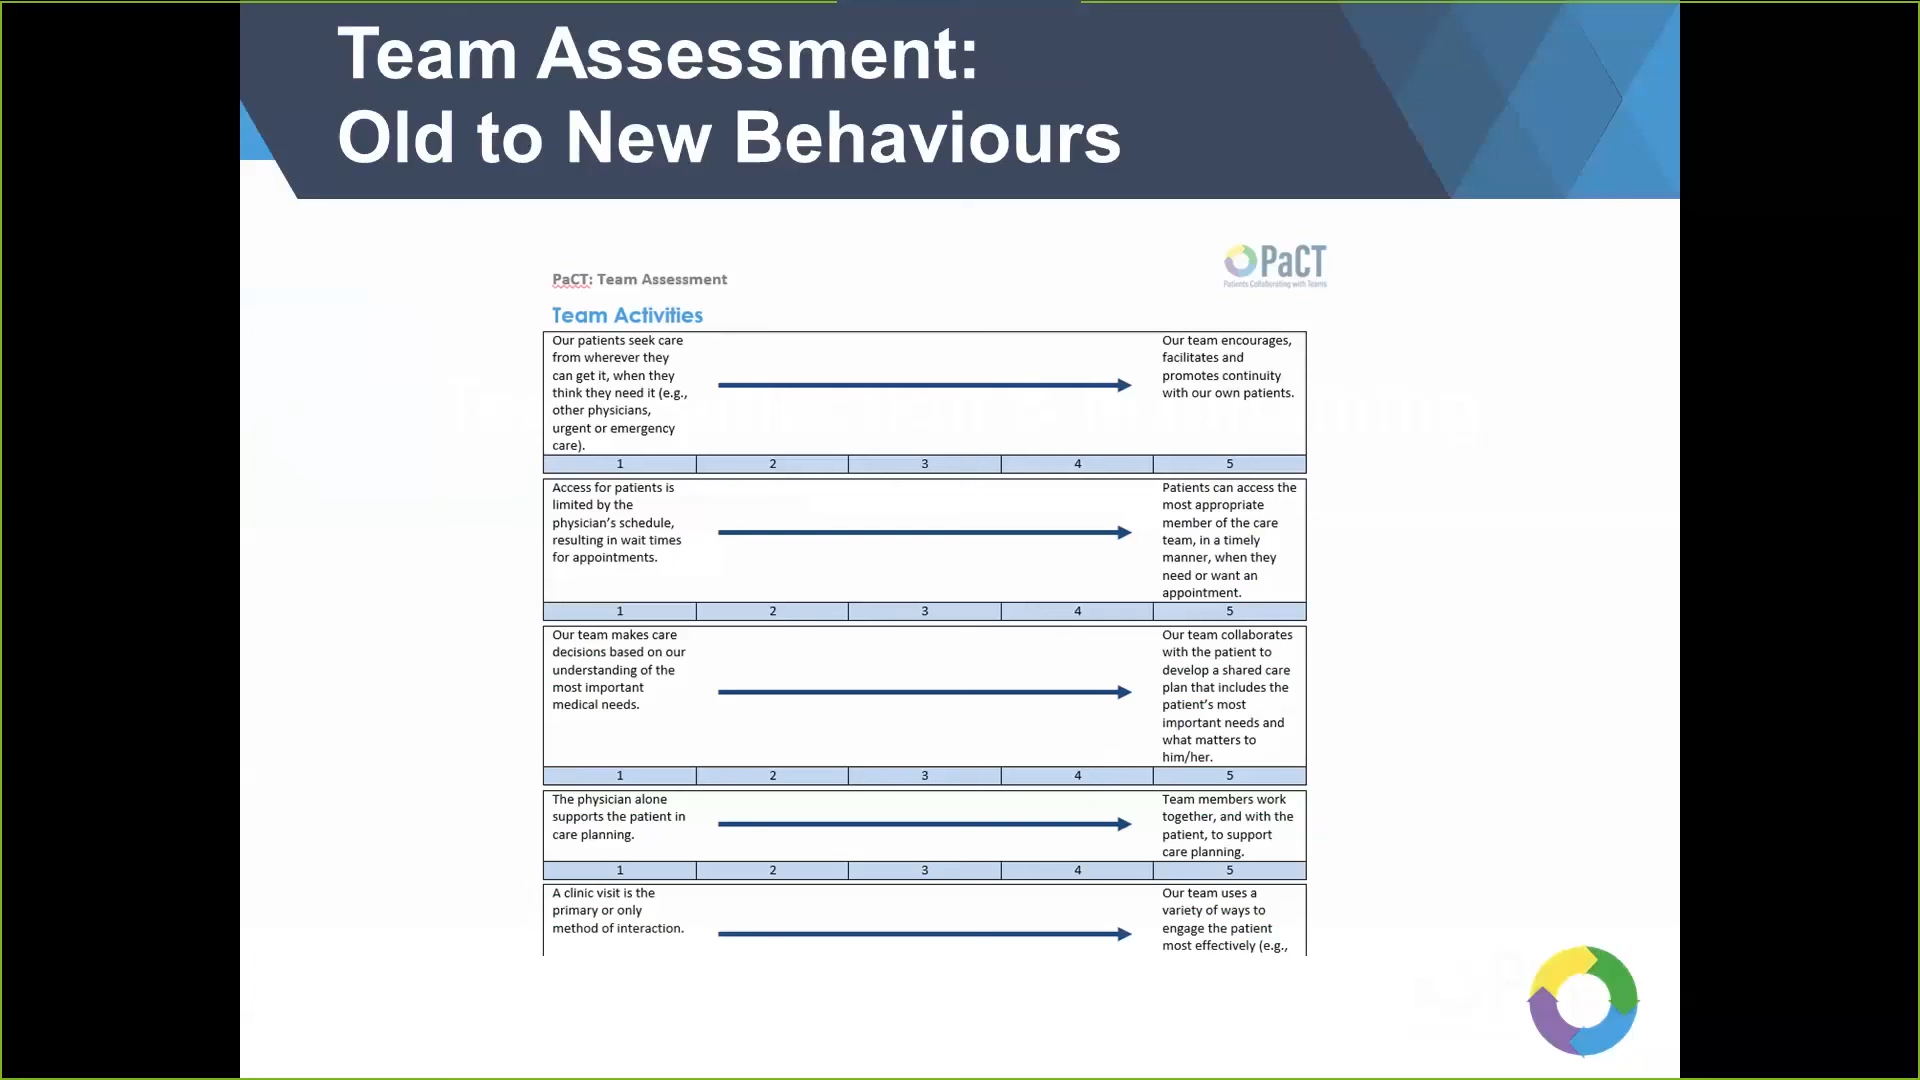 Team Assessment:
Old to New Behaviours
PaCT
Patients Collaborating with Teams
PaCT: Team Assessment
Team Activities
Our patients seek care
from wherever they
can get it, when they
think they need it (e.g.,
other physicians,
urgent or emergency
care).
Our team encourages,
facilitates and
promotes continuity
with our own patients.
1 2 3 4 5
Access for patients is
limited by the
physician's schedule,
resulting in wait times
for appointments.
Patients can access the
most appropriate
member of the care
team, in a timely
manner, when they
need or want an
appointment.
1 2 3 4 5
Our team makes care
decisions based on our
understanding of the
most important
medical needs.
Our team collaborates
with the patient to
develop a shared care
plan that includes the
patient's most
important needs and
what matters to
him/her.
1 2 3 4 5
The physician alone
supports the patient in
care planning.
Team members work
together, and with the
patient, to support
care planning.
1 2 3 4 5
A clinic visit is the
primary or only
method of interaction.
Our team uses a
variety of ways to
engage the patient
most effectively (e.g.,